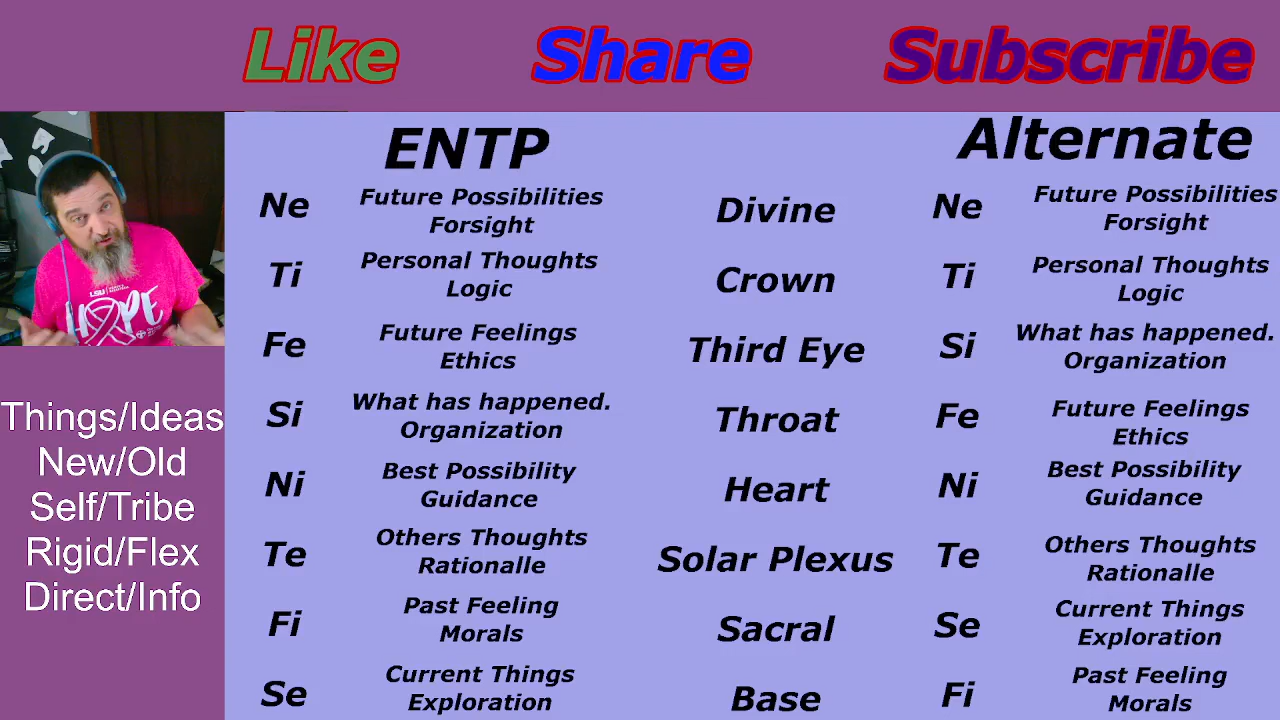 Like Share Subscribe
ENTP Alternate
Ne Future Possibilities Divine Ne Future Possibilities
Forsight Forsight
Ti Personal Thoughts Crown Ti Personal Thoughts
Logic Logic
Fe Future Feelings Third Eye Si What has happened.
Ethics Organization
Si What has happened. Throat Fe Future Feelings
Organization Ethics
Ni Best Possibility Heart Ni Best Possibility
Guidance Guidance
Te Others Thoughts Solar Plexus Te Others Thoughts
Rationalle Rationalle
Fi Past Feeling Sacral Se Current Things
Morals Exploration
Se Current Things Base Fi Past Feeling
Exploration Morals
LSU
HOPE
Things/Ideas
New/Old
Self/Tribe
Rigid/Flex
Direct/Info